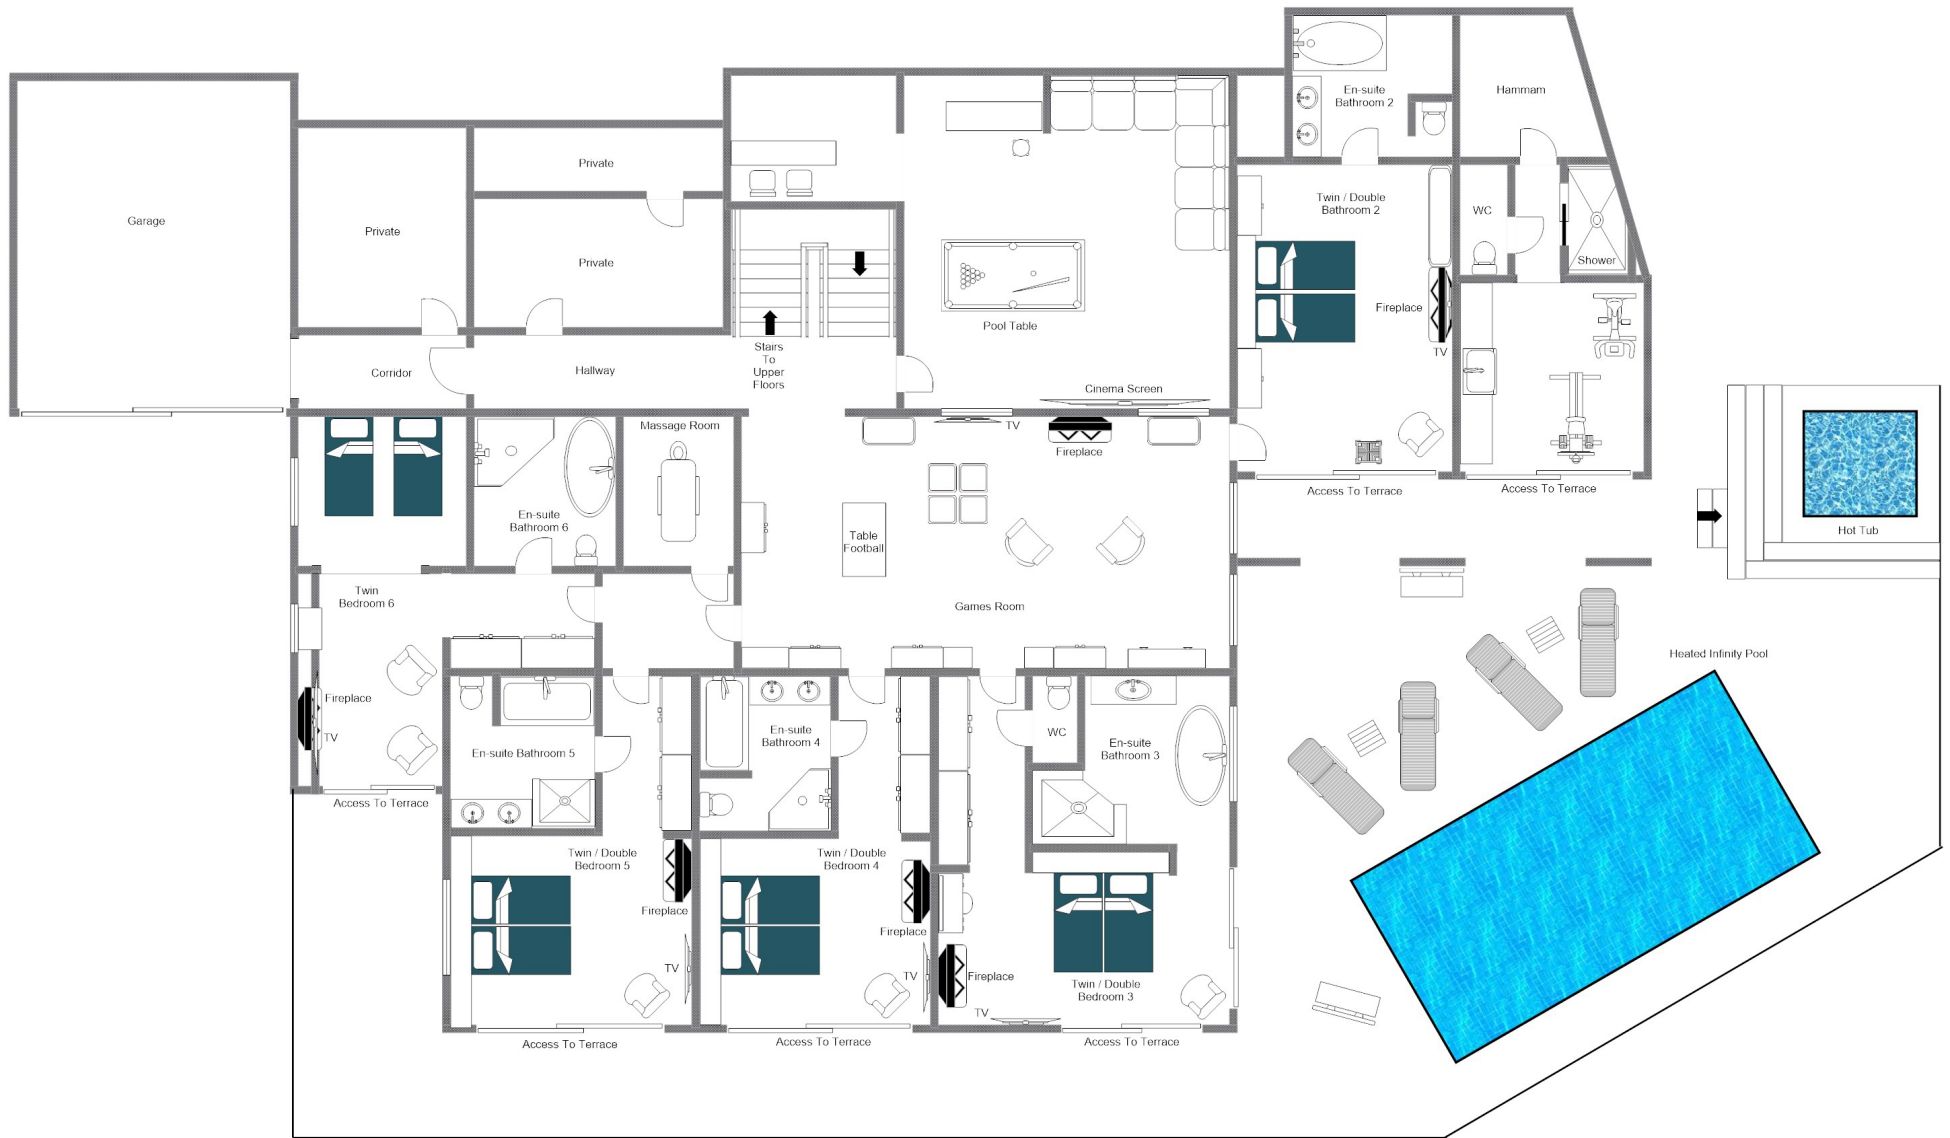 En-suite
Bathroom 2
Hammam
Private
Garage
Private
Private
Twin / Double
Bathroom 2
WC
Shower
Fireplace
TV
Pool Table
Stairs
To
Upper
Floors
Corridor
Hallway
Cinema Screen
Massage Room
TV
Fireplace
Access To Terrace
Access To Terrace
Hot Tub
En-suite
Bathroom 6
Table
Football
Twin
Bedroom 6
Games Room
Heated Infinity Pool
Fireplace
TV
En-suite Bathroom 5
En-suite
Bathroom 4
WC
En-suite
Bathroom 3
Access To Terrace
Twin / Double
Bedroom 5
Fireplace
TV
Twin / Double
Bedroom 4
Fireplace
TV
Fireplace
TV
Twin / Double
Bedroom 3
Access To Terrace
Access To Terrace
Access To Terrace